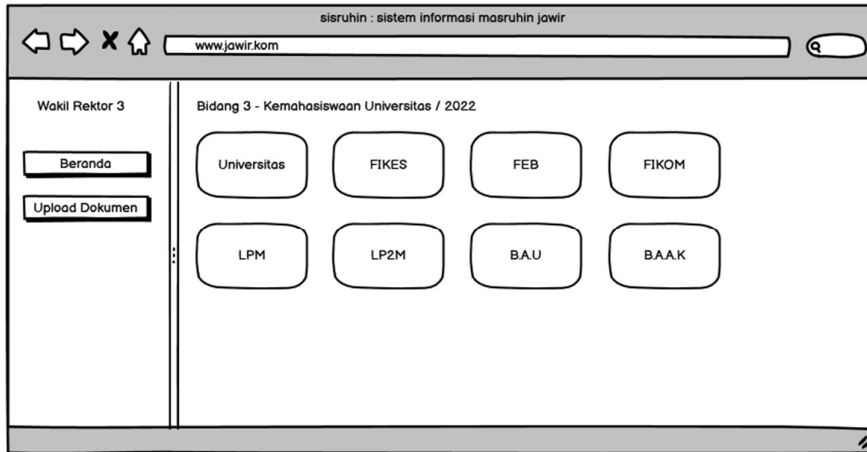 sisruhin : sistem informasi masruhin jawir
www.jawir.kom
Wakil Rektor 3
Beranda
Upload Dokumen
Bidang 3 - Kemahasiswaan Universitas / 2022
Universitas
FIKES
FEB
FIKOM
LPM
LP2M
B.A.U
B.A.A.K